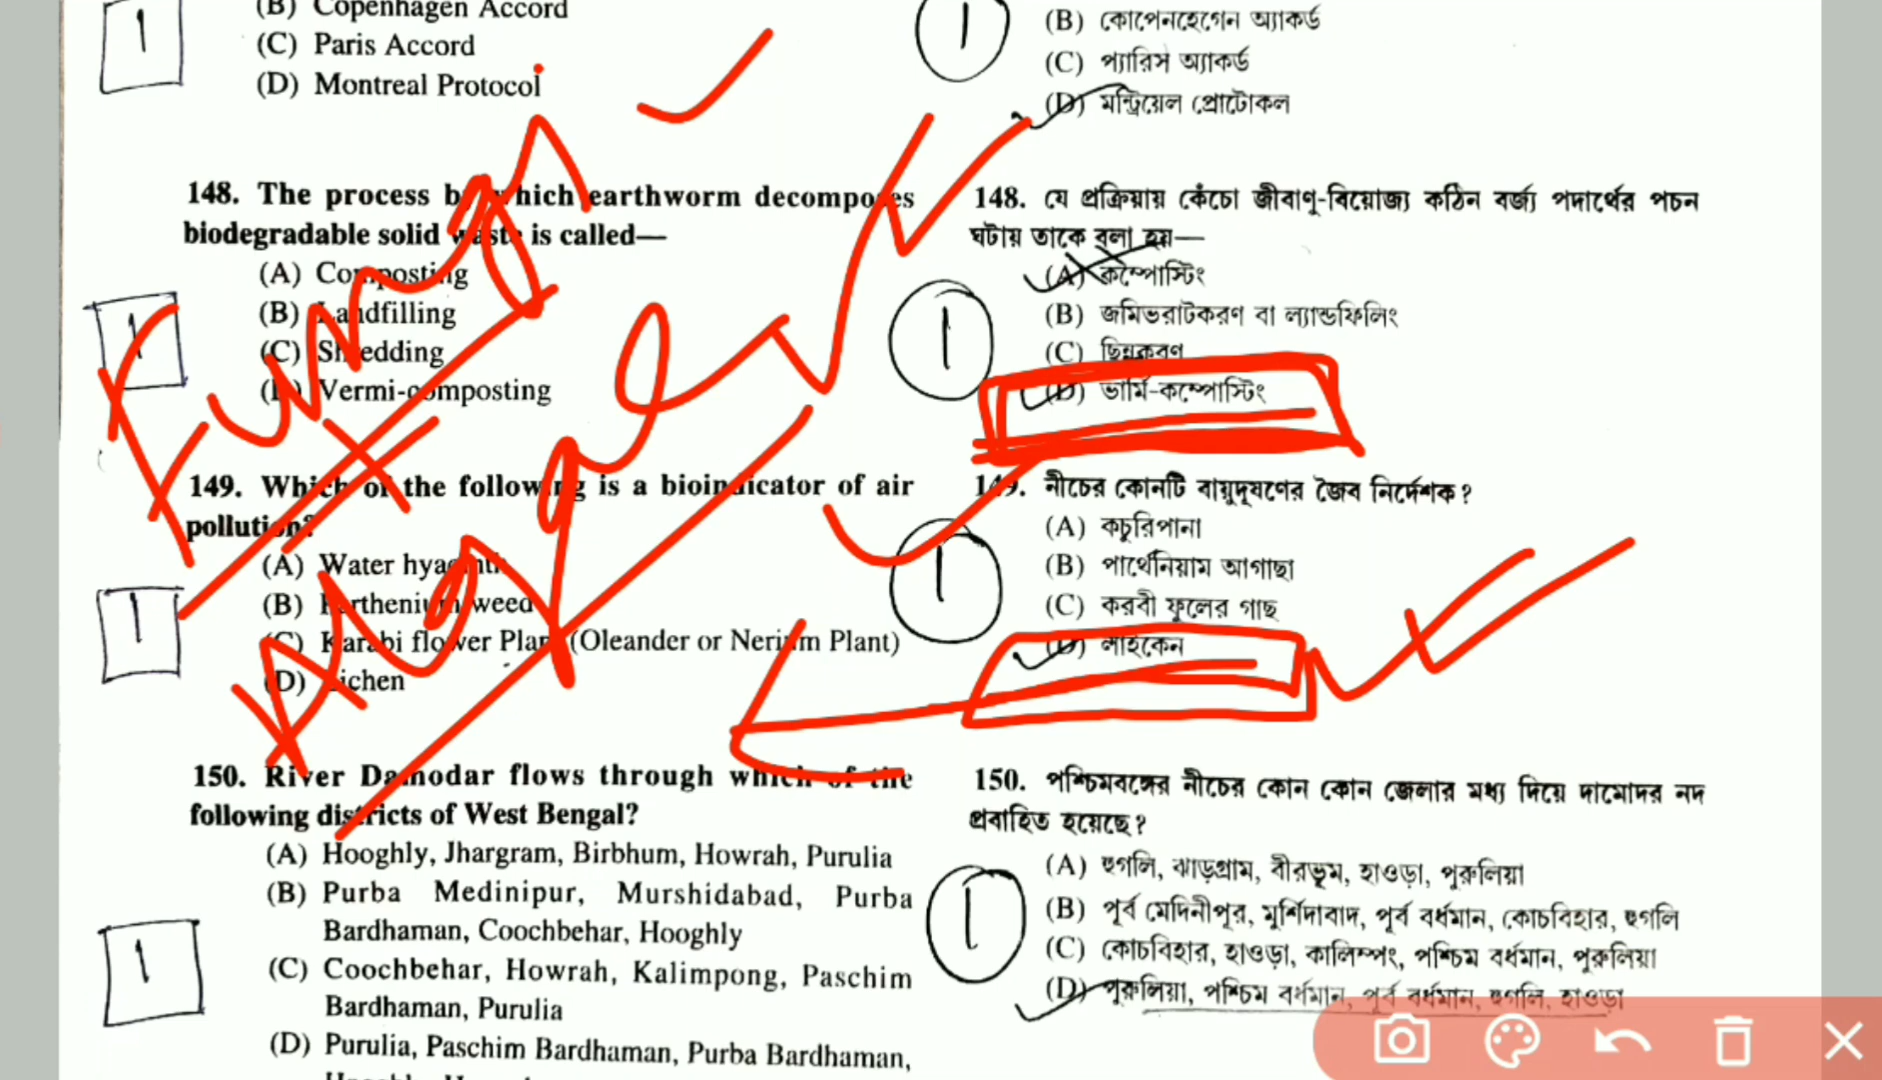 (B) Copenhagen Accord
(C) Paris Accord
(D) Montreal Protocol
148. The process by which earthworm decomposes
biodegradable solid waste is called—
(A) Composting
(B) Landfilling
(C) Shredding
(D) Vermi-composting
149. Which of the following is a bioindicator of air
pollution?
(A) Water hyacinth
(B) Parthenium weed
(C) Karabi flower Plant (Oleander or Nerium Plant)
(D) Lichen
150. River Damodar flows through which of the
following districts of West Bengal?
(A) Hooghly, Jhargram, Birbhum, Howrah, Purulia
(B) Purba Medinipur, Murshidabad, Purba
Bardhaman, Coochbehar, Hooghly
(C) Coochbehar, Howrah, Kalimpong, Paschim
Bardhaman, Purulia
(D) Purulia, Paschim Bardhaman, Purba Bardhaman,
1
1
1
1
Fungi
Algae
(B) কোপেনহেগেন অ্যাকর্ড
(C) প্যারিস অ্যাকর্ড
(D) মন্ট্রিয়েল প্রোটোকল
148. যে প্রক্রিয়ায় কেঁচো জীবাণু-বিয়োজ্য কঠিন বর্জ্য পদার্থের পচন
ঘটায় তাকে বলা হয়—
(A) কম্পোস্টিং
(B) জমিভরাটকরণ বা ল্যান্ডফিলিং
(C) ছিন্নকরণ
(D) ভার্মি-কম্পোস্টিং
149. নীচের কোনটি বায়ুদূষণের জৈব নির্দেশক?
(A) কচুরিপানা
(B) পার্থেনিয়াম আগাছা
(C) করবী ফুলের গাছ
(D) লাইকেন
150. পশ্চিমবঙ্গের নীচের কোন কোন জেলার মধ্য দিয়ে দামোদর নদ
প্রবাহিত হয়েছে?
(A) হুগলি, ঝাড়গ্রাম, বীরভূম, হাওড়া, পুরুলিয়া
(B) পূর্ব মেদিনীপুর, মুর্শিদাবাদ, পূর্ব বর্ধমান, কোচবিহার, হুগলি
(C) কোচবিহার, হাওড়া, কালিম্পং, পশ্চিম বর্ধমান, পুরুলিয়া
(D) পুরুলিয়া, পশ্চিম বর্ধমান, পূর্ব বর্ধমান, হুগলি, হাওড়া
1
1
1
1